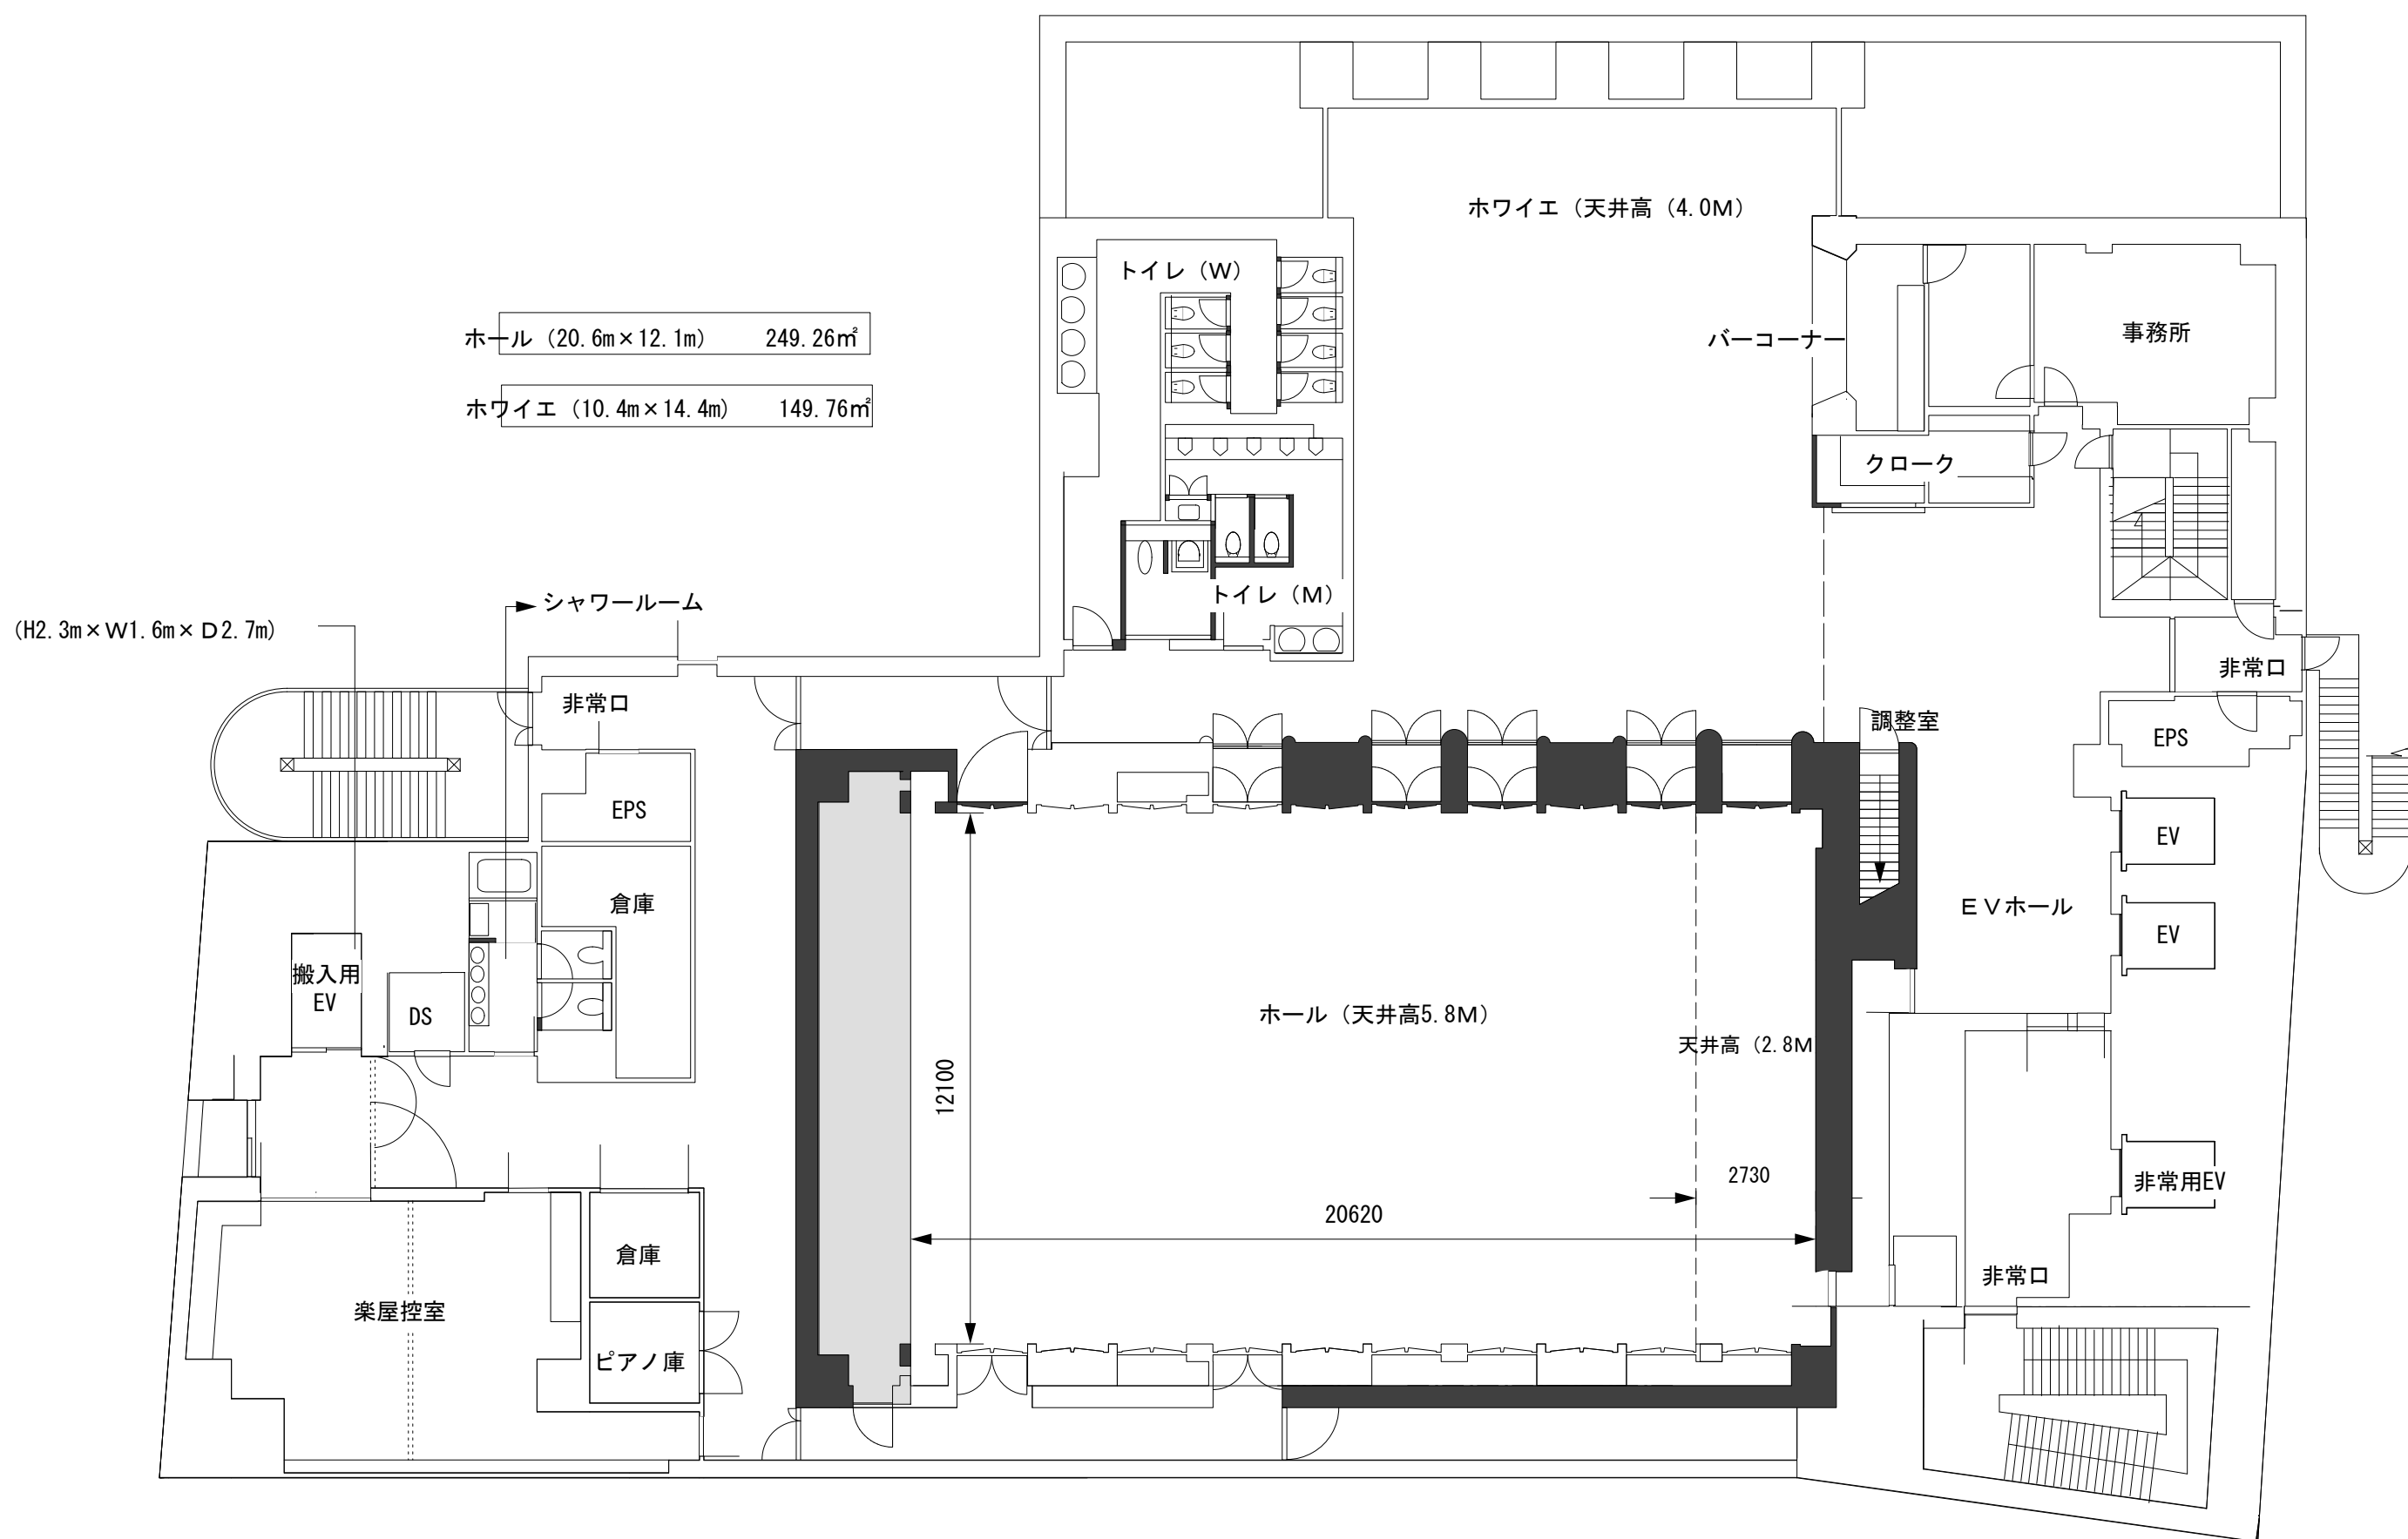 ホワイエ（天井高（4.0M）
トイレ（W）
ホール（20.6m×12.1m） 249.26㎡
バーコーナー
事務所
ホワイエ（10.4m×14.4m） 149.76㎡
クローク
トイレ（M）
シャワールーム
（H2.3m×W1.6m×D2.7m）
非常口
非常口
調整室
EPS
EPS
EV
倉庫
EVホール
EV
搬入用
EV
DS
ホール（天井高5.8M）
天井高（2.8M
12100
2730
非常用EV
20620
倉庫
非常口
楽屋控室
ピアノ庫